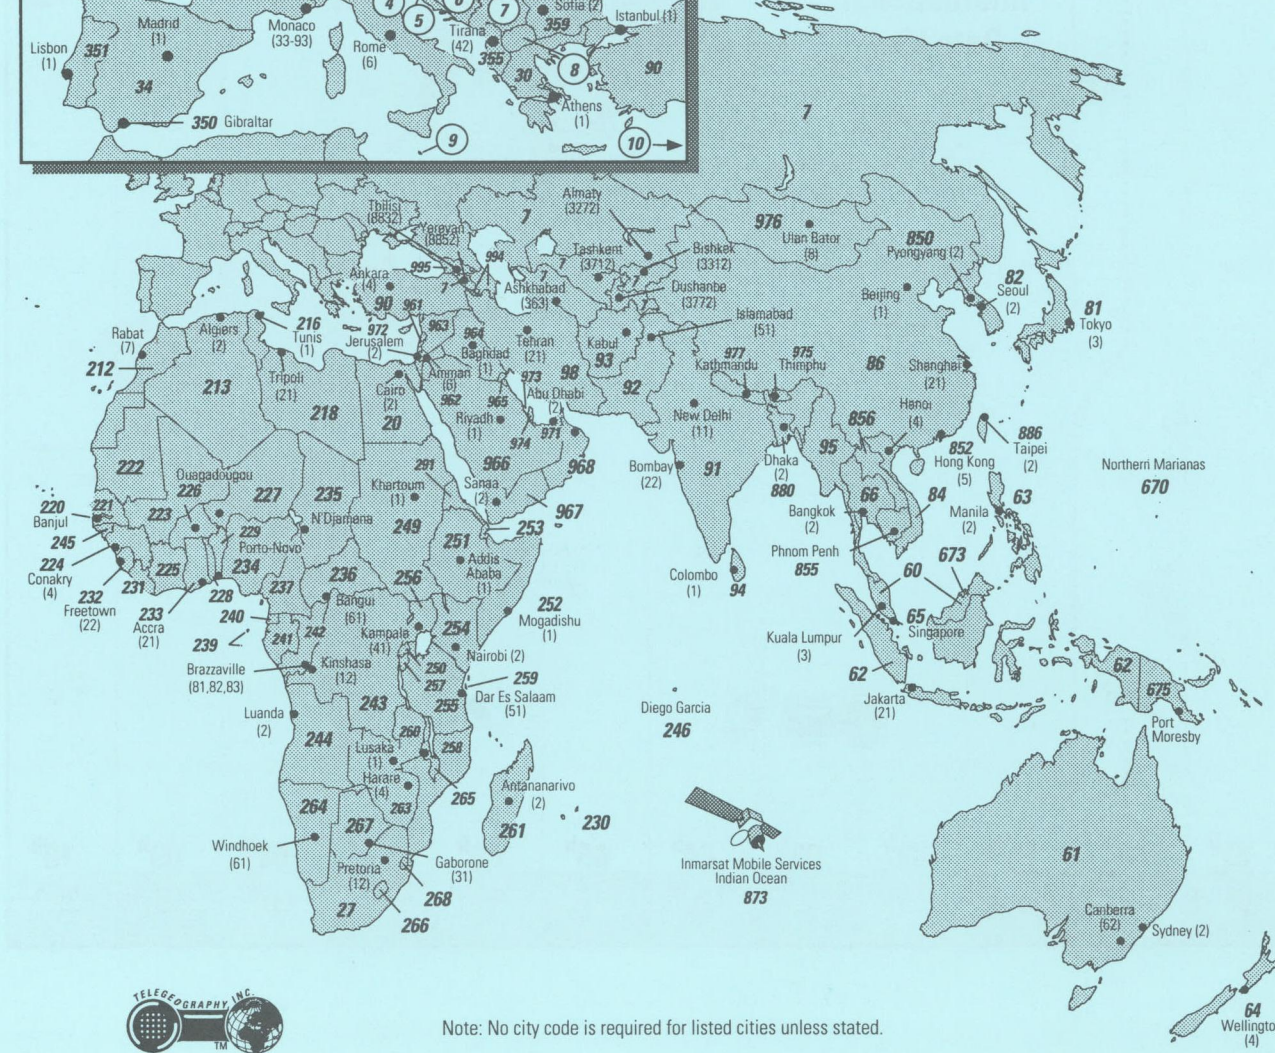 4
5
6
7
Sofia (2)
359
Istanbul (1)
Madrid
(1)
Monaco
(33-93)
Tirana
(42)
Lisbon
(1)
351
Rome
(6)
355
8
90
34
30
Athens
(1)
350 Gibraltar
9
10
7
Tbilisi
(8832)
Yerevan
(8852)
7
Almaty
(3272)
976
Ulan Bator
(8)
850
Pyongyang (2)
995
994
7
7
7
Tashkent
(3712)
Bishkek
(3312)
Ankara
(4)
90
961
Ashkhabad
(363)
Dushanbe
(3772)
Beijing
(1)
82
Seoul
(2)
81
Tokyo
(3)
Rabat
(7)
212
Algiers
(2)
216
Tunis
(1)
972
Jerusalem
(2)
963
964
Baghdad
(1)
Tehran
(21)
Kabul
93
Islamabad
(51)
977
Kathmandu
975
Thimphu
86
Shanghai
(21)
213
Tripoli
(21)
218
Cairo
(2)
20
Amman
(6)
962
973
965
98
Abu Dhabi
(2)
92
New Delhi
(11)
Hanoi
(4)
856
Riyadh
(1)
974
971
968
95
852
Hong Kong
(5)
886
Taipei
(2)
222
Ouagadougou
226
227
235
291
966
Bombay
(22)
91
Dhaka
(2)
880
Northern Marianas
670
220
Banjul
221
223
Khartoum
(1)
249
Sanaa
(2)
967
66
84
Manila
(2)
63
245
229
Porto-Novo
N'Djamena
253
Bangkok
(2)
224
Conakry
(4)
225
234
251
Addis
Ababa
(1)
Phnom Penh
855
673
232
Freetown
(22)
231
233
Accra
(21)
228
237
236
Bangui
(61)
256
252
Mogadishu
(1)
Colombo
(1)
94
60
240
239
241
242
Kampala
(41)
254
Nairobi (2)
65
Singapore
Kuala Lumpur
(3)
Brazzaville
(81,82,83)
Kinshasa
(12)
250
257
259
Dar Es Salaam
(51)
62
62
675
243
255
Jakarta
(21)
Luanda
(2)
244
260
258
Diego Garcia
246
Port
Moresby
Lusaka
(1)
Harare
(4)
263
265
Antananarivo
(2)
261
230
264
267
Windhoek
(61)
Pretoria
(12)
Gaborone
(31)
Inmarsat Mobile Services
Indian Ocean
873
61
27
268
266
Canberra
(62)
Sydney (2)
64
Wellingto
(4)
TELEGEOGRAPHY, INC.
TM
Note: No city code is required for listed cities unless stated.